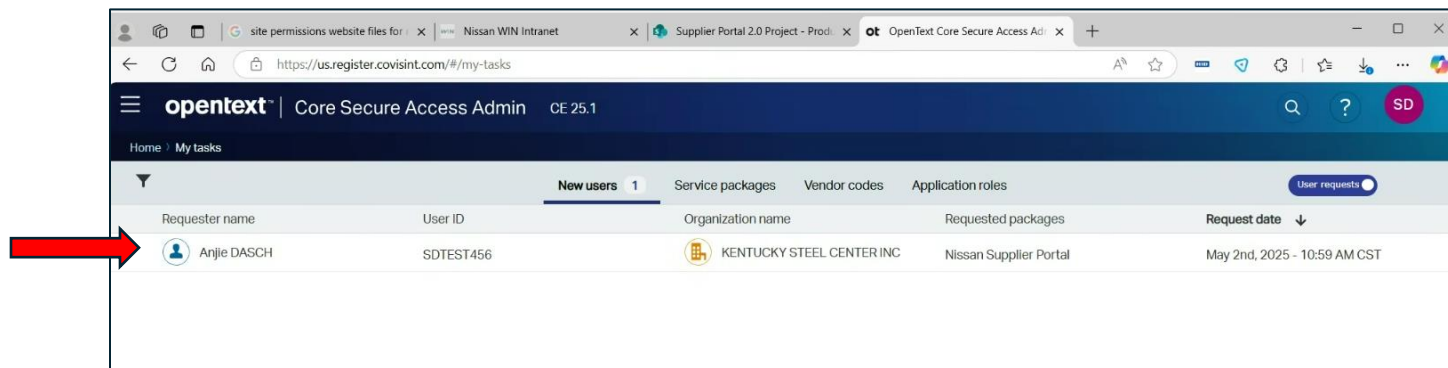 site permissions website files for
Nissan WIN Intranet
Supplier Portal 2.0 Project - Prod
ot OpenText Core Secure Access Adr
https://us.register.covisint.com/#/my-tasks
opentext™ | Core Secure Access Admin CE 25.1
? SD
Home > My tasks
New users 1 Service packages Vendor codes Application roles User requests
Requester name User ID Organization name Requested packages Request date ↓
Anjie DASCH SDTEST456 KENTUCKY STEEL CENTER INC Nissan Supplier Portal May 2nd, 2025 - 10:59 AM CST